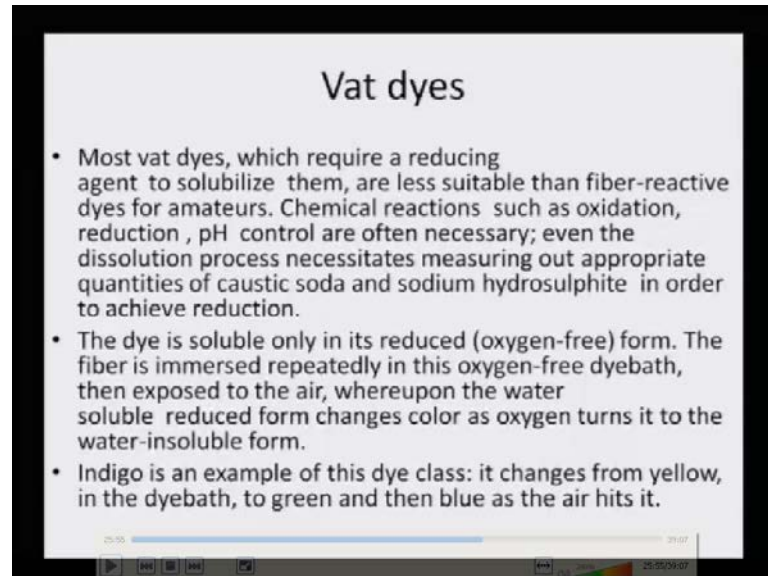 Vat dyes
• Most vat dyes, which require a reducing
agent to solubilize them, are less suitable than fiber-reactive
dyes for amateurs. Chemical reactions such as oxidation,
reduction , pH control are often necessary; even the
dissolution process necessitates measuring out appropriate
quantities of caustic soda and sodium hydrosulphite in order
to achieve reduction.
• The dye is soluble only in its reduced (oxygen-free) form. The
fiber is immersed repeatedly in this oxygen-free dyebath,
then exposed to the air, whereupon the water
soluble reduced form changes color as oxygen turns it to the
water-insoluble form.
• Indigo is an example of this dye class: it changes from yellow,
in the dyebath, to green and then blue as the air hits it.
25:55 39:07
25:55/39:07